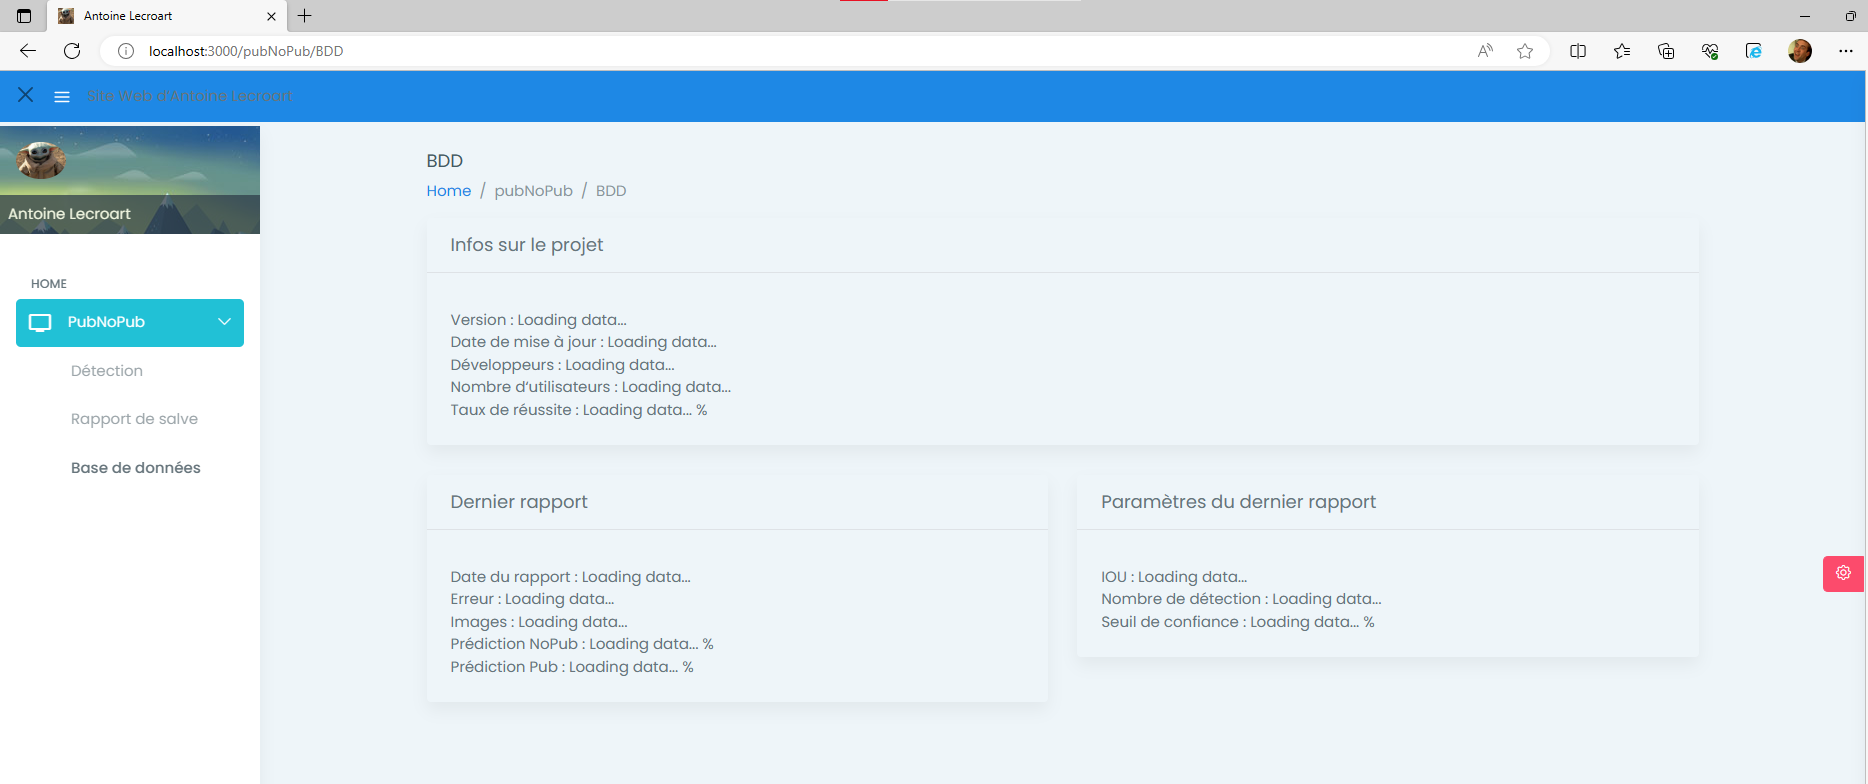 Antoine Lecroart
localhost:3000/pubNoPub/BDD
Site Web d'Antoine Lecroart
Antoine Lecroart
HOME
PubNoPub
Détection
Rapport de salve
Base de données
BDD
Home / pubNoPub / BDD
Infos sur le projet
Version : Loading data...
Date de mise à jour : Loading data...
Développeurs : Loading data...
Nombre d'utilisateurs : Loading data...
Taux de réussite : Loading data... %
Dernier rapport
Date du rapport : Loading data...
Erreur : Loading data...
Images : Loading data...
Prédiction NoPub : Loading data... %
Prédiction Pub : Loading data... %
Paramètres du dernier rapport
IOU : Loading data...
Nombre de détection : Loading data...
Seuil de confiance : Loading data... %